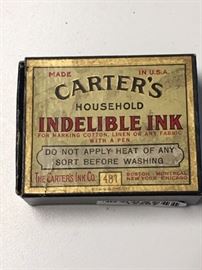 MADE IN U.S.A.
CARTER'S
HOUSEHOLD
INDELIBLE INK
FOR MARKING COTTON, LINEN OR ANY FABRIC
WITH A PEN
DO NOT APPLY HEAT OF ANY
SORT BEFORE WASHING
THE CARTER'S INK CO. 481 BOSTON MONTREAL
NEW YORK CHICAGO